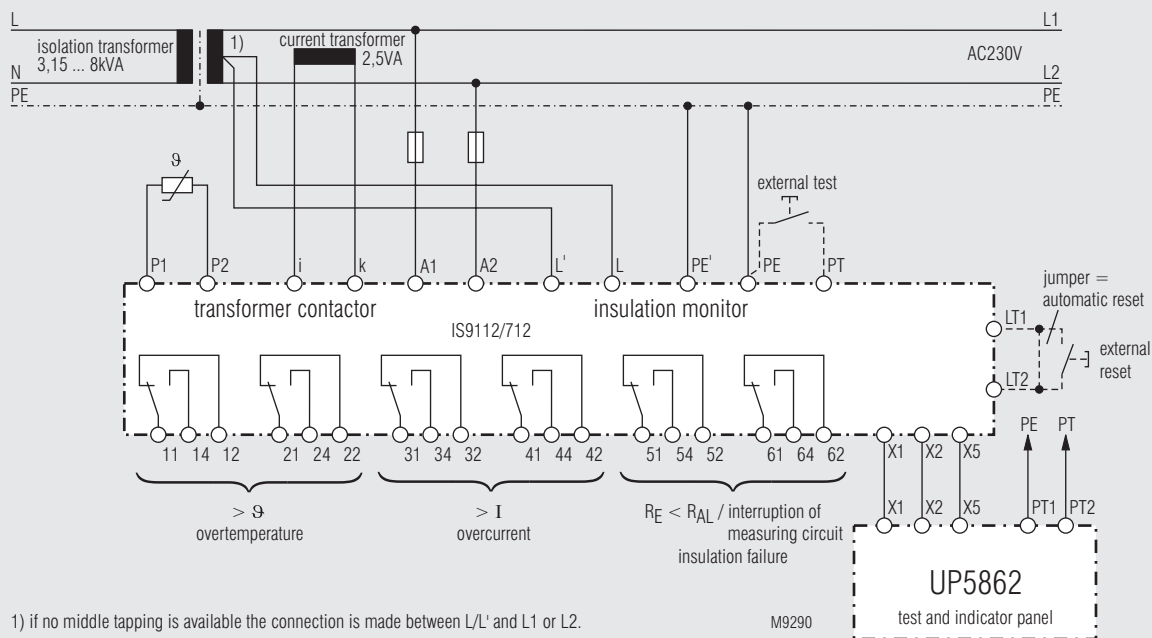 L
L1
isolation transformer
3,15 ... 8kVA
1)
current transformer
2,5VA
AC230V
N
L2
PE
PE
ϑ
external test
P1 P2 i k A1 A2 L' L PE' PE PT
transformer contactor
insulation monitor
IS9112/712
jumper =
automatic reset
LT1
external
reset
LT2
11 14 12 21 24 22 31 34 32 41 44 42 51 54 52 61 64 62
X1 X2 X5
PE PT
> ϑ
overtemperature
> I
overcurrent
RE < RAL / interruption of
measuring circuit
insulation failure
X1 X2 X5 PT1 PT2
UP5862
test and indicator panel
1) if no middle tapping is available the connection is made between L/L' and L1 or L2.
M9290